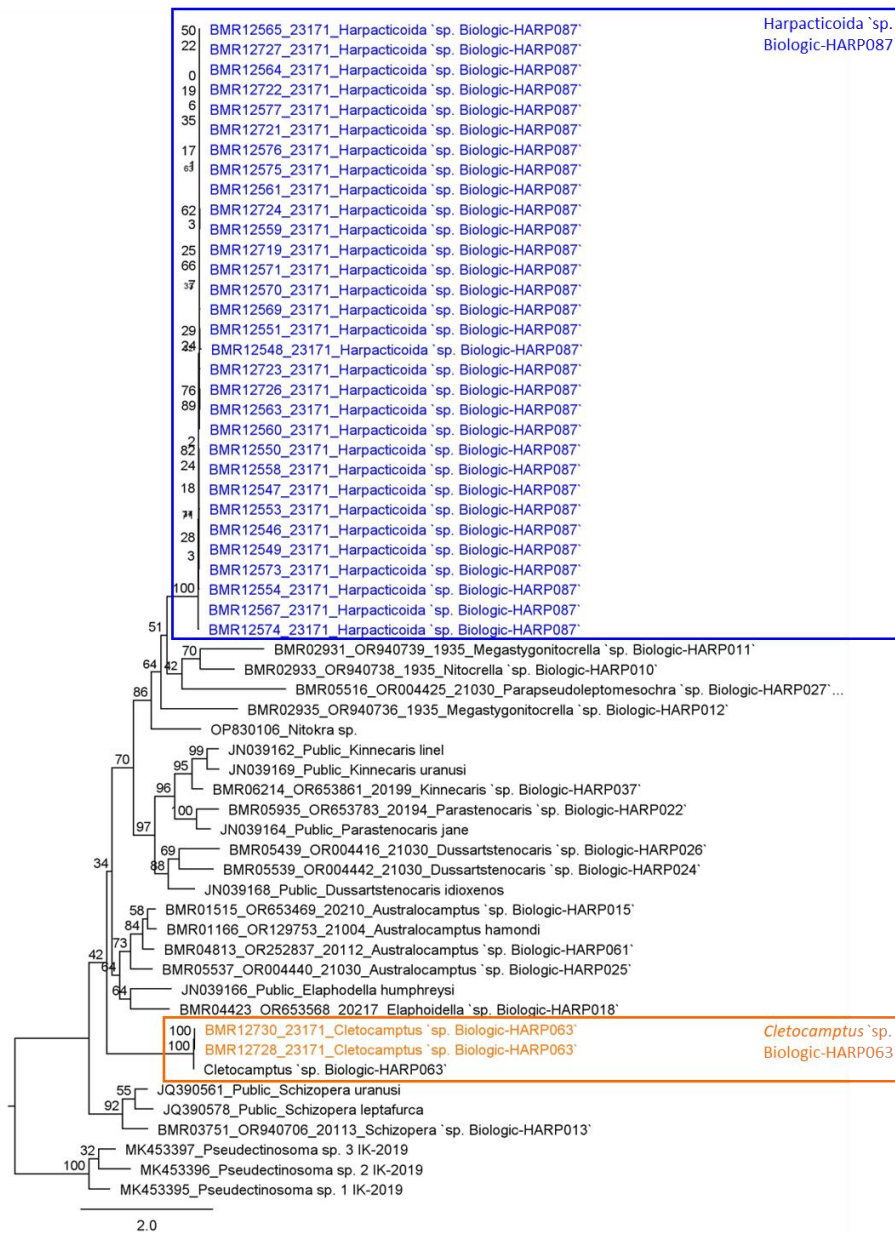 50 BMR12565_23171_Harpacticoida `sp. Biologic-HARP087`
Harpacticoida `sp.
Biologic-HARP087
22 BMR12727_23171_Harpacticoida `sp. Biologic-HARP087`
0 BMR12564_23171_Harpacticoida `sp. Biologic-HARP087`
19 BMR12722_23171_Harpacticoida `sp. Biologic-HARP087`
6 BMR12577_23171_Harpacticoida `sp. Biologic-HARP087`
35 BMR12721_23171_Harpacticoida `sp. Biologic-HARP087`
17 BMR12576_23171_Harpacticoida `sp. Biologic-HARP087`
BMR12575_23171_Harpacticoida `sp. Biologic-HARP087`
BMR12561_23171_Harpacticoida `sp. Biologic-HARP087`
62 BMR12724_23171_Harpacticoida `sp. Biologic-HARP087`
3 BMR12559_23171_Harpacticoida `sp. Biologic-HARP087`
25 BMR12719_23171_Harpacticoida `sp. Biologic-HARP087`
66 BMR12571_23171_Harpacticoida `sp. Biologic-HARP087`
BMR12570_23171_Harpacticoida `sp. Biologic-HARP087`
BMR12569_23171_Harpacticoida `sp. Biologic-HARP087`
29 BMR12551_23171_Harpacticoida `sp. Biologic-HARP087`
BMR12548_23171_Harpacticoida `sp. Biologic-HARP087`
BMR12723_23171_Harpacticoida `sp. Biologic-HARP087`
76 BMR12726_23171_Harpacticoida `sp. Biologic-HARP087`
89 BMR12563_23171_Harpacticoida `sp. Biologic-HARP087`
BMR12560_23171_Harpacticoida `sp. Biologic-HARP087`
2
82 BMR12550_23171_Harpacticoida `sp. Biologic-HARP087`
24 BMR12558_23171_Harpacticoida `sp. Biologic-HARP087`
18 BMR12547_23171_Harpacticoida `sp. Biologic-HARP087`
BMR12553_23171_Harpacticoida `sp. Biologic-HARP087`
28 BMR12546_23171_Harpacticoida `sp. Biologic-HARP087`
3 BMR12549_23171_Harpacticoida `sp. Biologic-HARP087`
BMR12573_23171_Harpacticoida `sp. Biologic-HARP087`
100 BMR12554_23171_Harpacticoida `sp. Biologic-HARP087`
BMR12567_23171_Harpacticoida `sp. Biologic-HARP087`
51 BMR12574_23171_Harpacticoida `sp. Biologic-HARP087`
70 BMR02931_OR940739_1935_Megastygonitocrella `sp. Biologic-HARP011`
64 42 BMR02933_OR940738_1935_Nitocrella `sp. Biologic-HARP010`
BMR05516_OR004425_21030_Parapseudoleptomesochra `sp. Biologic-HARP027`...
86 BMR02935_OR940736_1935_Megastygonitocrella `sp. Biologic-HARP012`
OP830106_Nitokra sp.
99 JN039162_Public_Kinnecaris linel
70 95 JN039169_Public_Kinnecaris uranusi
96 BMR06214_OR653861_20199_Kinnecaris `sp. Biologic-HARP037`
100 BMR05935_OR653783_20194_Parastenocaris `sp. Biologic-HARP022`
97 JN039164_Public_Parastenocaris jane
69 BMR05439_OR004416_21030_Dussartstenocaris `sp. Biologic-HARP026`
34 88 BMR05539_OR004442_21030_Dussartstenocaris `sp. Biologic-HARP024`
JN039168_Public_Dussartstenocaris idioxenos
58 BMR01515_OR653469_20210_Australocamptus `sp. Biologic-HARP015`
84 BMR01166_OR129753_21004_Australocamptus hamondi
42 73 BMR04813_OR252837_20112_Australocamptus `sp. Biologic-HARP061`
64 BMR05537_OR004440_21030_Australocamptus `sp. Biologic-HARP025`
64 JN039166_Public_Elaphodella humphreysi
BMR04423_OR653568_20217_Elaphoidella `sp. Biologic-HARP018`
100 BMR12730_23171_Cletocamptus `sp. Biologic-HARP063`
Cletocamptus `sp.
Biologic-HARP063
100 BMR12728_23171_Cletocamptus `sp. Biologic-HARP063`
Cletocamptus `sp. Biologic-HARP063`
55 JQ390561_Public_Schizopera uranusi
92 JQ390578_Public_Schizopera leptafurca
BMR03751_OR940706_20113_Schizopera `sp. Biologic-HARP013`
32 MK453397_Pseudectinosoma sp. 3 IK-2019
100 MK453396_Pseudectinosoma sp. 2 IK-2019
MK453395_Pseudectinosoma sp. 1 IK-2019
2.0